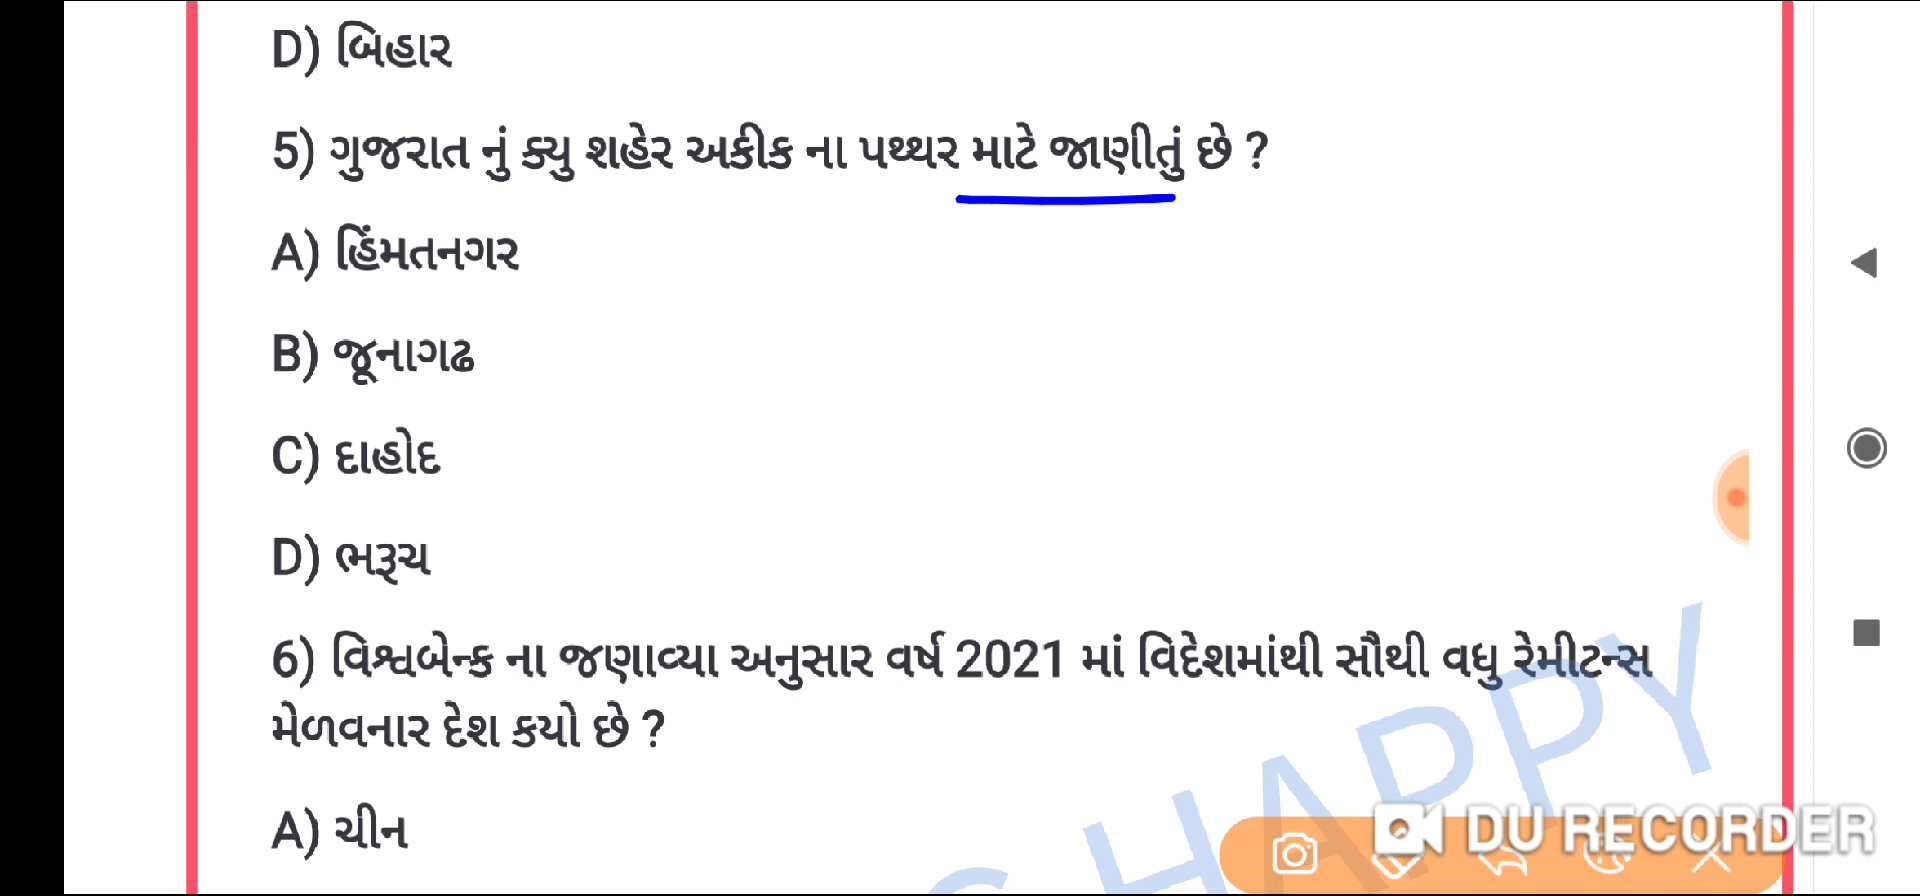 D) બિહાર
5) ગુજરાત નું ક્યુ શહેર અકીક ના પથ્થર માટે જાણીતું છે ?
A) હિંમતનગર
B) જૂનાગઢ
C) દાહોદ
D) ભરૂચ
6) વિશ્વબેન્ક ના જણાવ્યા અનુસાર વર્ષ 2021 માં વિદેશમાંથી સૌથી વધુ રેમીટન્સ
મેળવનાર દેશ કયો છે ?
A) ચીન
HAPPY
DU RECORDER